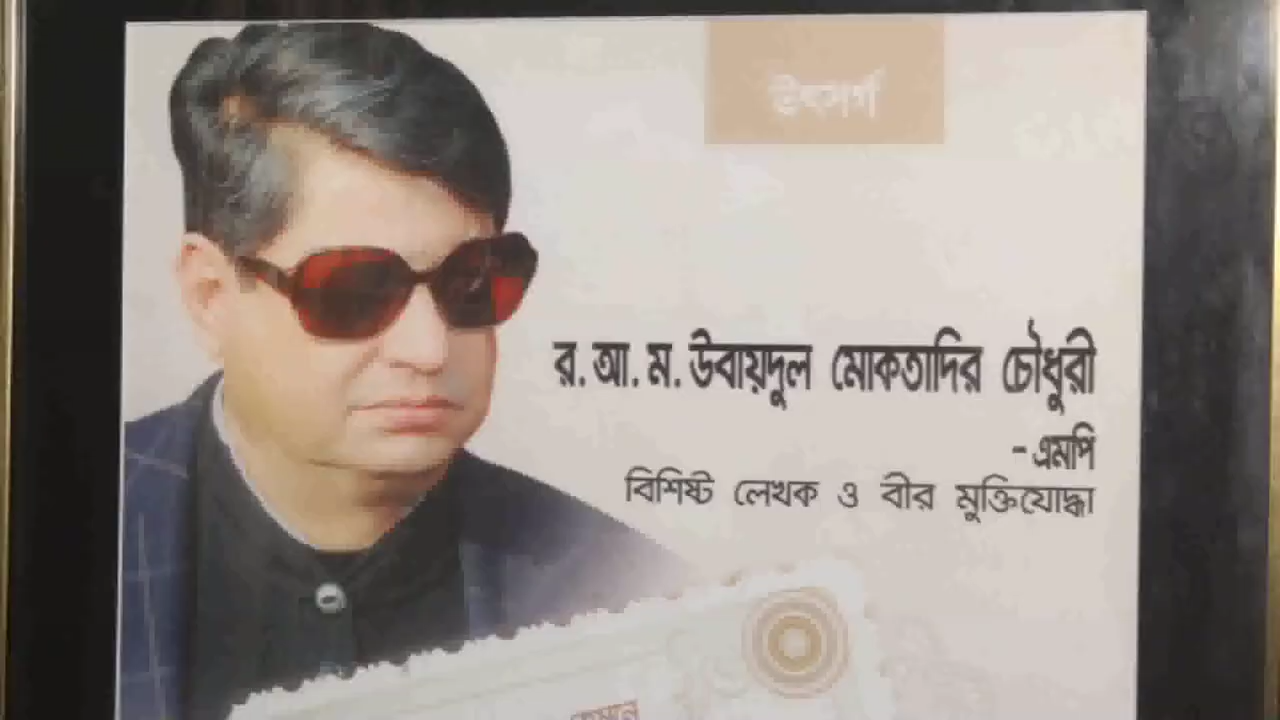 উৎসর্গ
র. আ. ম. উবায়দুল মোকতাদির চৌধুরী
- এমপি
বিশিষ্ট লেখক ও বীর মুক্তিযোদ্ধা